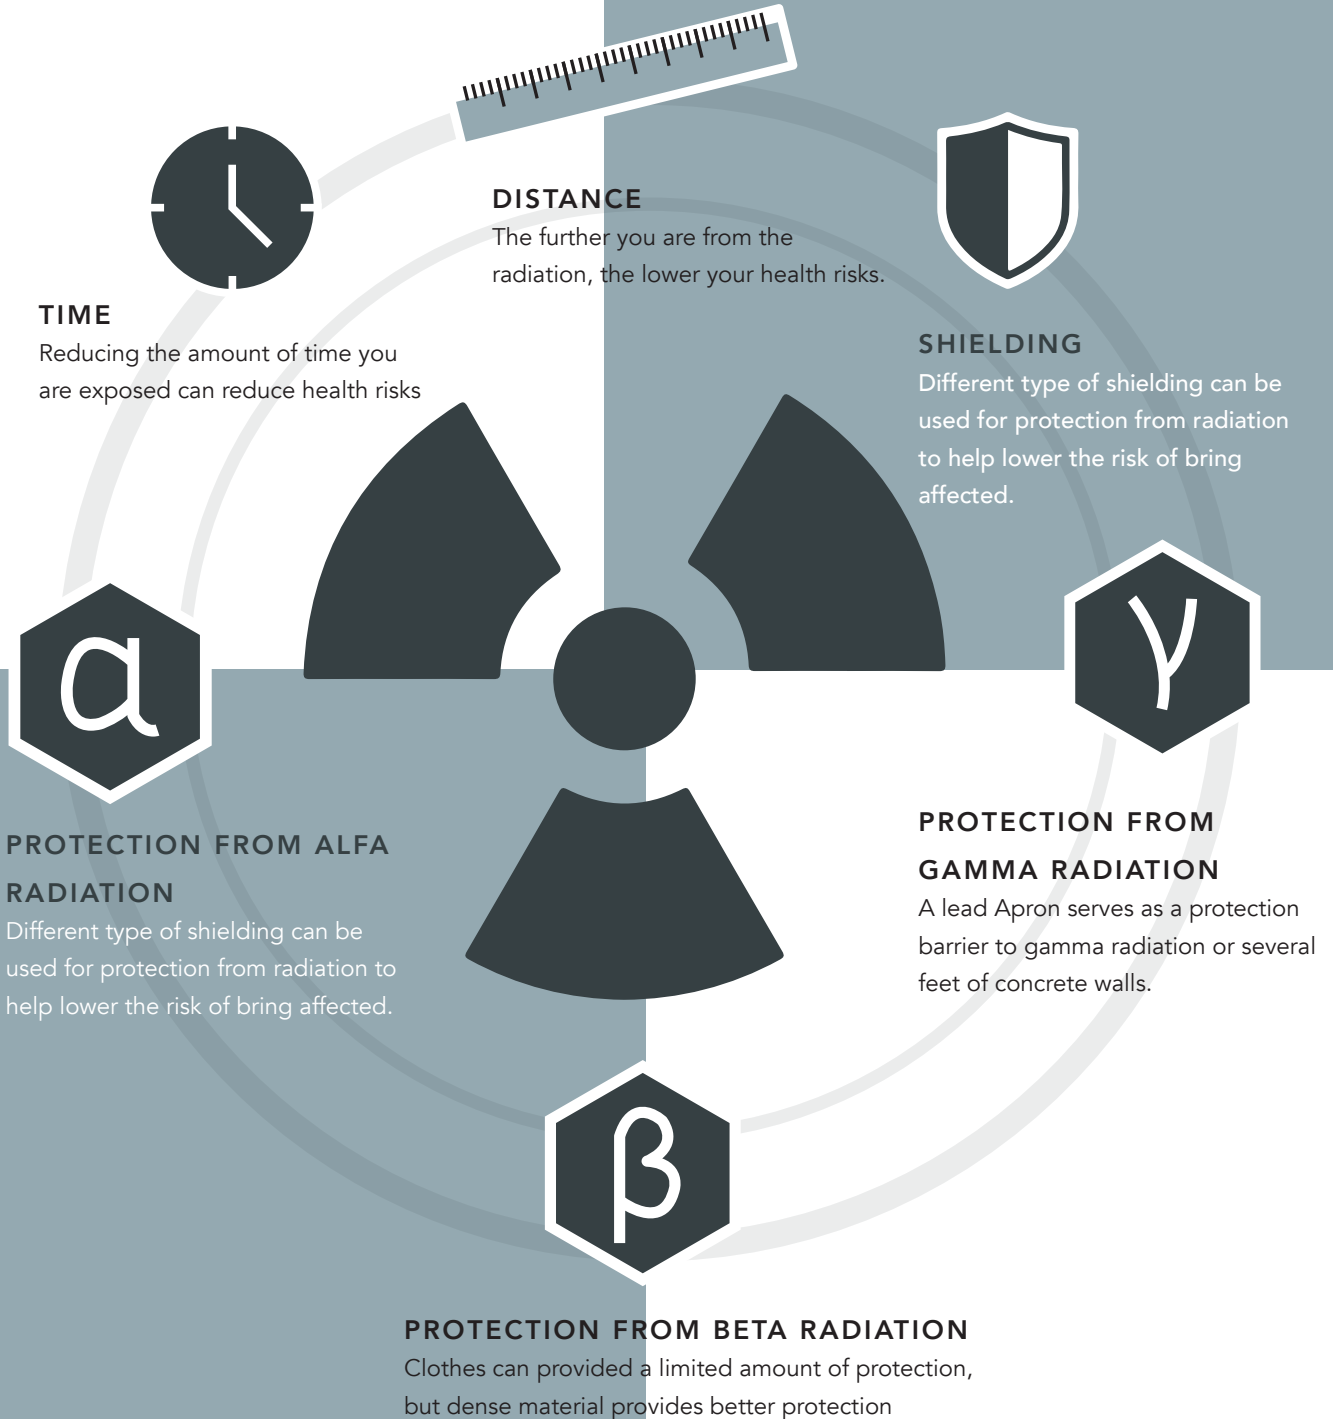 DISTANCE
The further you are from the
radiation, the lower your health risks.
TIME
Reducing the amount of time you
are exposed can reduce health risks
SHIELDING
Different type of shielding can be
used for protection from radiation
to help lower the risk of bring
affected.
α
γ
PROTECTION FROM ALFA
RADIATION
Different type of shielding can be
used for protection from radiation to
help lower the risk of bring affected.
PROTECTION FROM
GAMMA RADIATION
A lead Apron serves as a protection
barrier to gamma radiation or several
feet of concrete walls.
β
PROTECTION FROM BETA RADIATION
Clothes can provided a limited amount of protection,
but dense material provides better protection